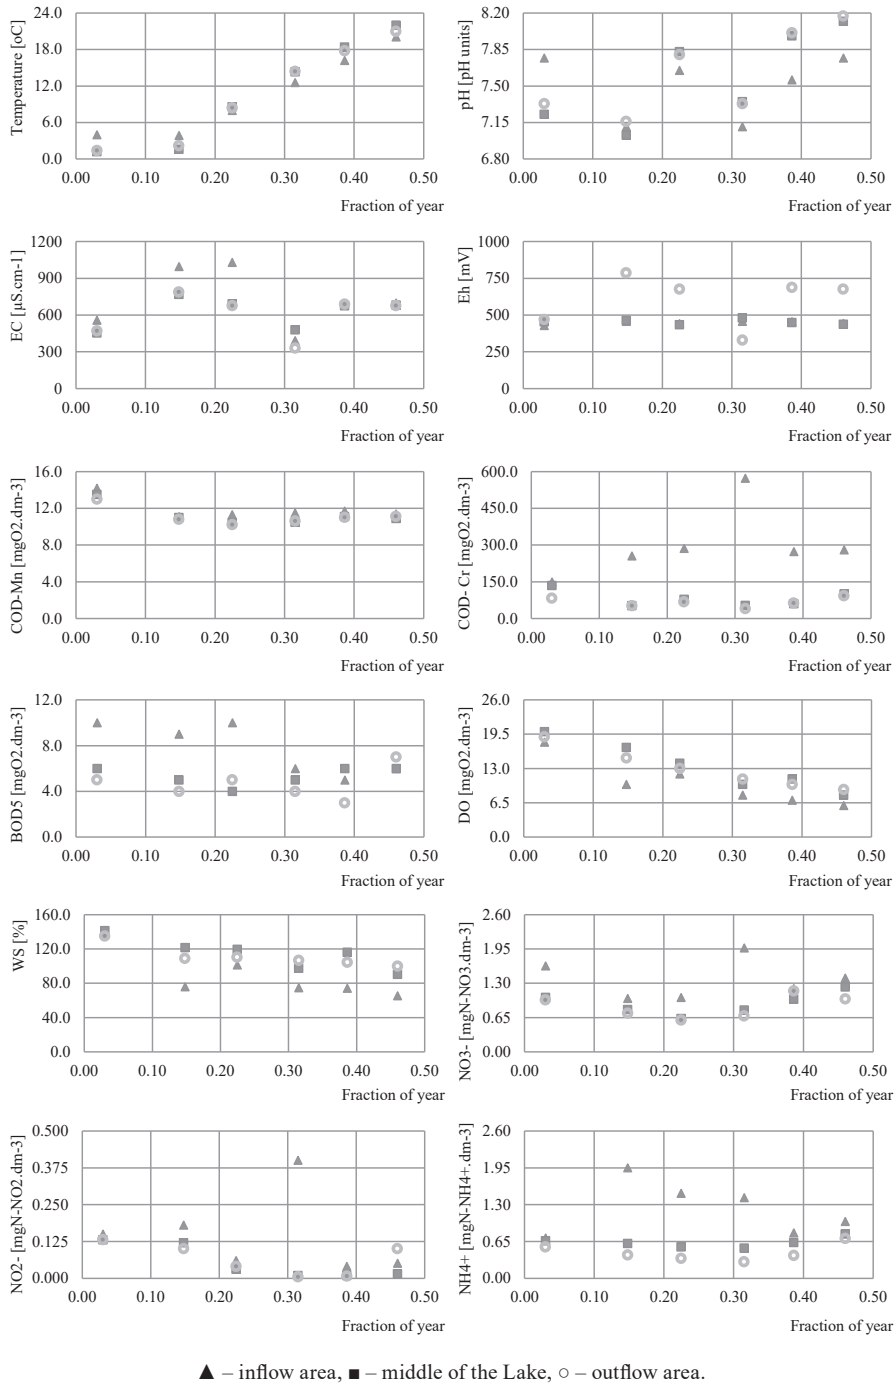 Temperature [oC]
24.0
18.0
12.0
6.0
0.0
0.00 0.10 0.20 0.30 0.40 0.50
Fraction of year
pH [pH units]
8.20
7.85
7.50
7.15
6.80
0.00 0.10 0.20 0.30 0.40 0.50
Fraction of year
EC [µS.cm-1]
1200
900
600
300
0
0.00 0.10 0.20 0.30 0.40 0.50
Fraction of year
Eh [mV]
1000
750
500
250
0
0.00 0.10 0.20 0.30 0.40 0.50
Fraction of year
COD-Mn [mgO2.dm-3]
16.0
12.0
8.0
4.0
0.0
0.00 0.10 0.20 0.30 0.40 0.50
Fraction of year
COD- Cr [mgO2.dm-3]
600.0
450.0
300.0
150.0
0.0
0.00 0.10 0.20 0.30 0.40 0.50
Fraction of year
BOD5 [mgO2.dm-3]
12.0
8.0
4.0
0.0
0.00 0.10 0.20 0.30 0.40 0.50
Fraction of year
DO [mgO2.dm-3]
26.0
19.5
13.0
6.5
0.0
0.00 0.10 0.20 0.30 0.40 0.50
Fraction of year
WS [%]
160.0
120.0
80.0
40.0
0.0
0.00 0.10 0.20 0.30 0.40 0.50
Fraction of year
NO3- [mgN-NO3.dm-3]
2.60
1.95
1.30
0.65
0.00
0.00 0.10 0.20 0.30 0.40 0.50
Fraction of year
NO2- [mgN-NO2.dm-3]
0.500
0.375
0.250
0.125
0.000
0.00 0.10 0.20 0.30 0.40 0.50
Fraction of year
NH4+ [mgN-NH4+.dm-3]
2.60
1.95
1.30
0.65
0.00
0.00 0.10 0.20 0.30 0.40 0.50
Fraction of year
▲ – inflow area, ■ – middle of the Lake, ○ – outflow area.